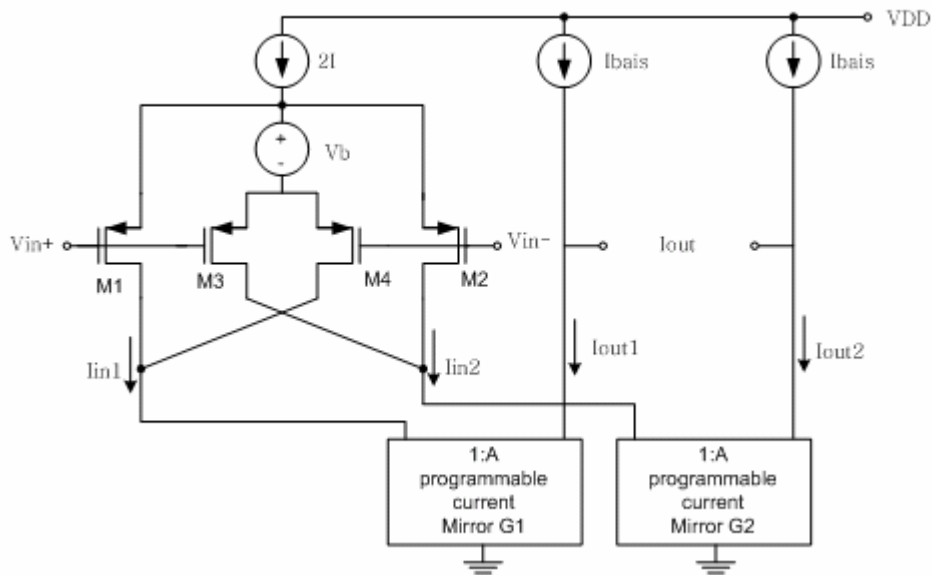 VDD
2I
Ibais
Ibais
+
-
Vb
Vin+
Vin-
Iout
M1
M3
M4
M2
Iin1
Iin2
Iout1
Iout2
1:A
programmable
current
Mirror G1
1:A
programmable
current
Mirror G2